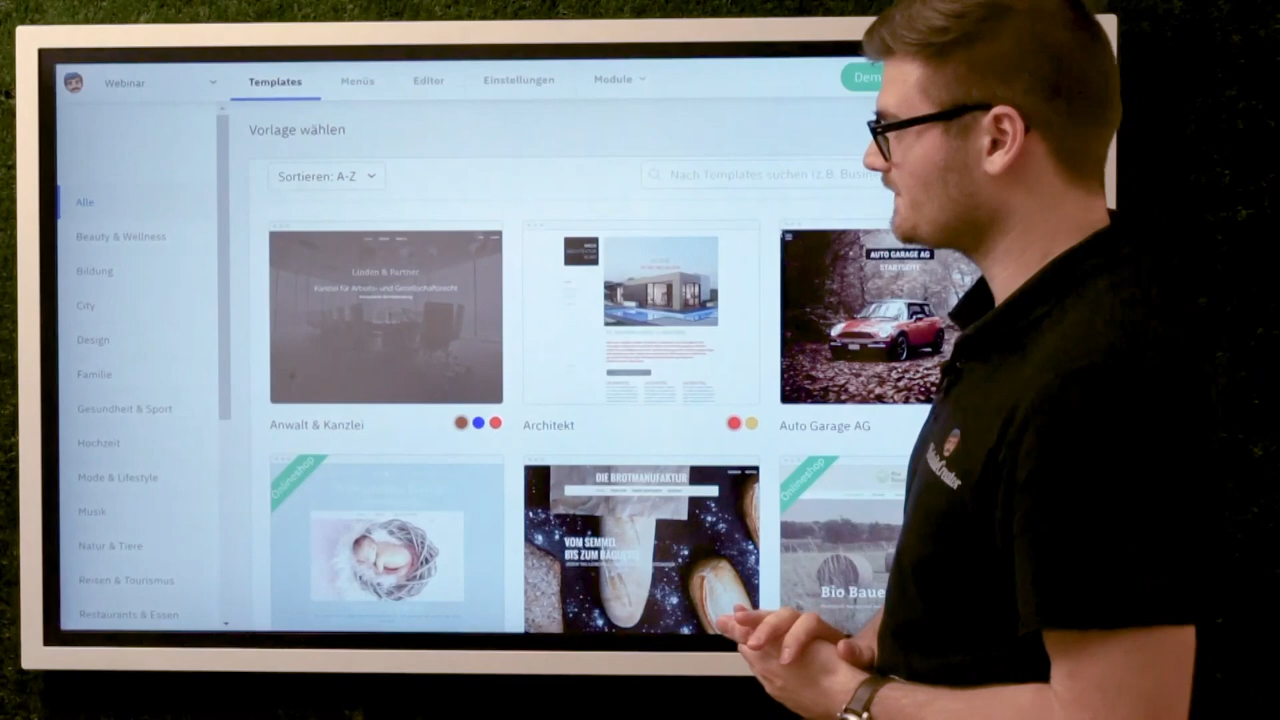 Webinar
Templates
Menüs
Editor
Einstellungen
Module
Dem
Vorlage wählen
Sortieren: A-Z
Nach Templates suchen (z.B. Busin
Alle
Beauty & Wellness
Bildung
City
Design
Familie
Gesundheit & Sport
Hochzeit
Mode & Lifestyle
Musik
Natur & Tiere
Reisen & Tourismus
Restaurants & Essen
Linden & Partner
Kanzlei für Arbeits- und Gesellschaftsrecht
AUTO GARAGE AG
STARTSEITE
Anwalt & Kanzlei
Architekt
Auto Garage AG
Onlineshop
DIE BROTMANUFAKTUR
VOM SEMMEL
BIS ZUM BAGUETTE
Onlineshop
Bio Baue